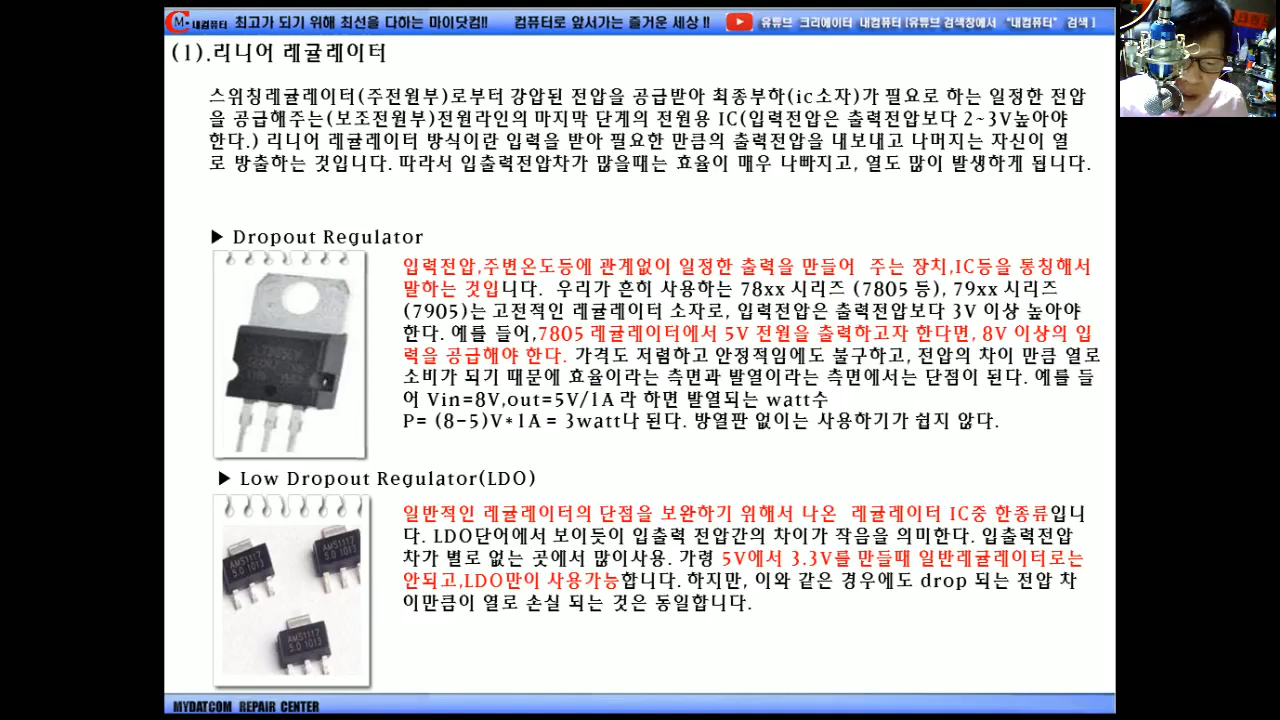 내컴퓨터 최고가 되기 위해 최선을 다하는 마이닷컴!! 컴퓨터로 앞서가는 즐거운 세상 !! 유튜브 크리에이터 내컴퓨터 [유튜브 검색창에서 "내컴퓨터" 검색 ]
(1).리니어 레귤레이터
스위칭레귤레이터(주전원부)로부터 강압된 전압을 공급받아 최종부하(ic소자)가 필요로 하는 일정한 전압
을 공급해주는(보조전원부)전원라인의 마지막 단계의 전원용 IC(입력전압은 출력전압보다 2~3V높아야
한다.) 리니어 레귤레이터 방식이란 입력을 받아 필요한 만큼의 출력전압을 내보내고 나머지는 자신이 열
로 방출하는 것입니다. 따라서 입출력전압차가 많을때는 효율이 매우 나빠지고, 열도 많이 발생하게 됩니다.
▶ Dropout Regulator
입력전압,주변온도등에 관계없이 일정한 출력을 만들어 주는 장치,IC등을 통칭해서
말하는 것입니다. 우리가 흔히 사용하는 78xx 시리즈 (7805 등), 79xx 시리즈
(7905)는 고전적인 레귤레이터 소자로, 입력전압은 출력전압보다 3V 이상 높아야
한다. 예를 들어,7805 레귤레이터에서 5V 전원을 출력하고자 한다면, 8V 이상의 입
력을 공급해야 한다. 가격도 저렴하고 안정적임에도 불구하고, 전압의 차이 만큼 열로
소비가 되기 때문에 효율이라는 측면과 발열이라는 측면에서는 단점이 된다. 예를 들
어 Vin=8V,out=5V/1A 라 하면 발열되는 watt수
P= (8-5)V*1A = 3watt나 된다. 방열판 없이는 사용하기가 쉽지 않다.
▶ Low Dropout Regulator(LDO)
일반적인 레귤레이터의 단점을 보완하기 위해서 나온 레귤레이터 IC중 한종류입니
다. LDO단어에서 보이듯이 입출력 전압간의 차이가 작음을 의미한다. 입출력전압
차가 별로 없는 곳에서 많이사용. 가령 5V에서 3.3V를 만들때 일반레귤레이터로는
안되고,LDO만이 사용가능합니다. 하지만, 이와 같은 경우에도 drop 되는 전압 차
이만큼이 열로 손실 되는 것은 동일합니다.
AMS1117
5.0 1013
AMS1117
5.0 1013
AMS1117
5.0 1013
MYDATCOM REPAIR CENTER